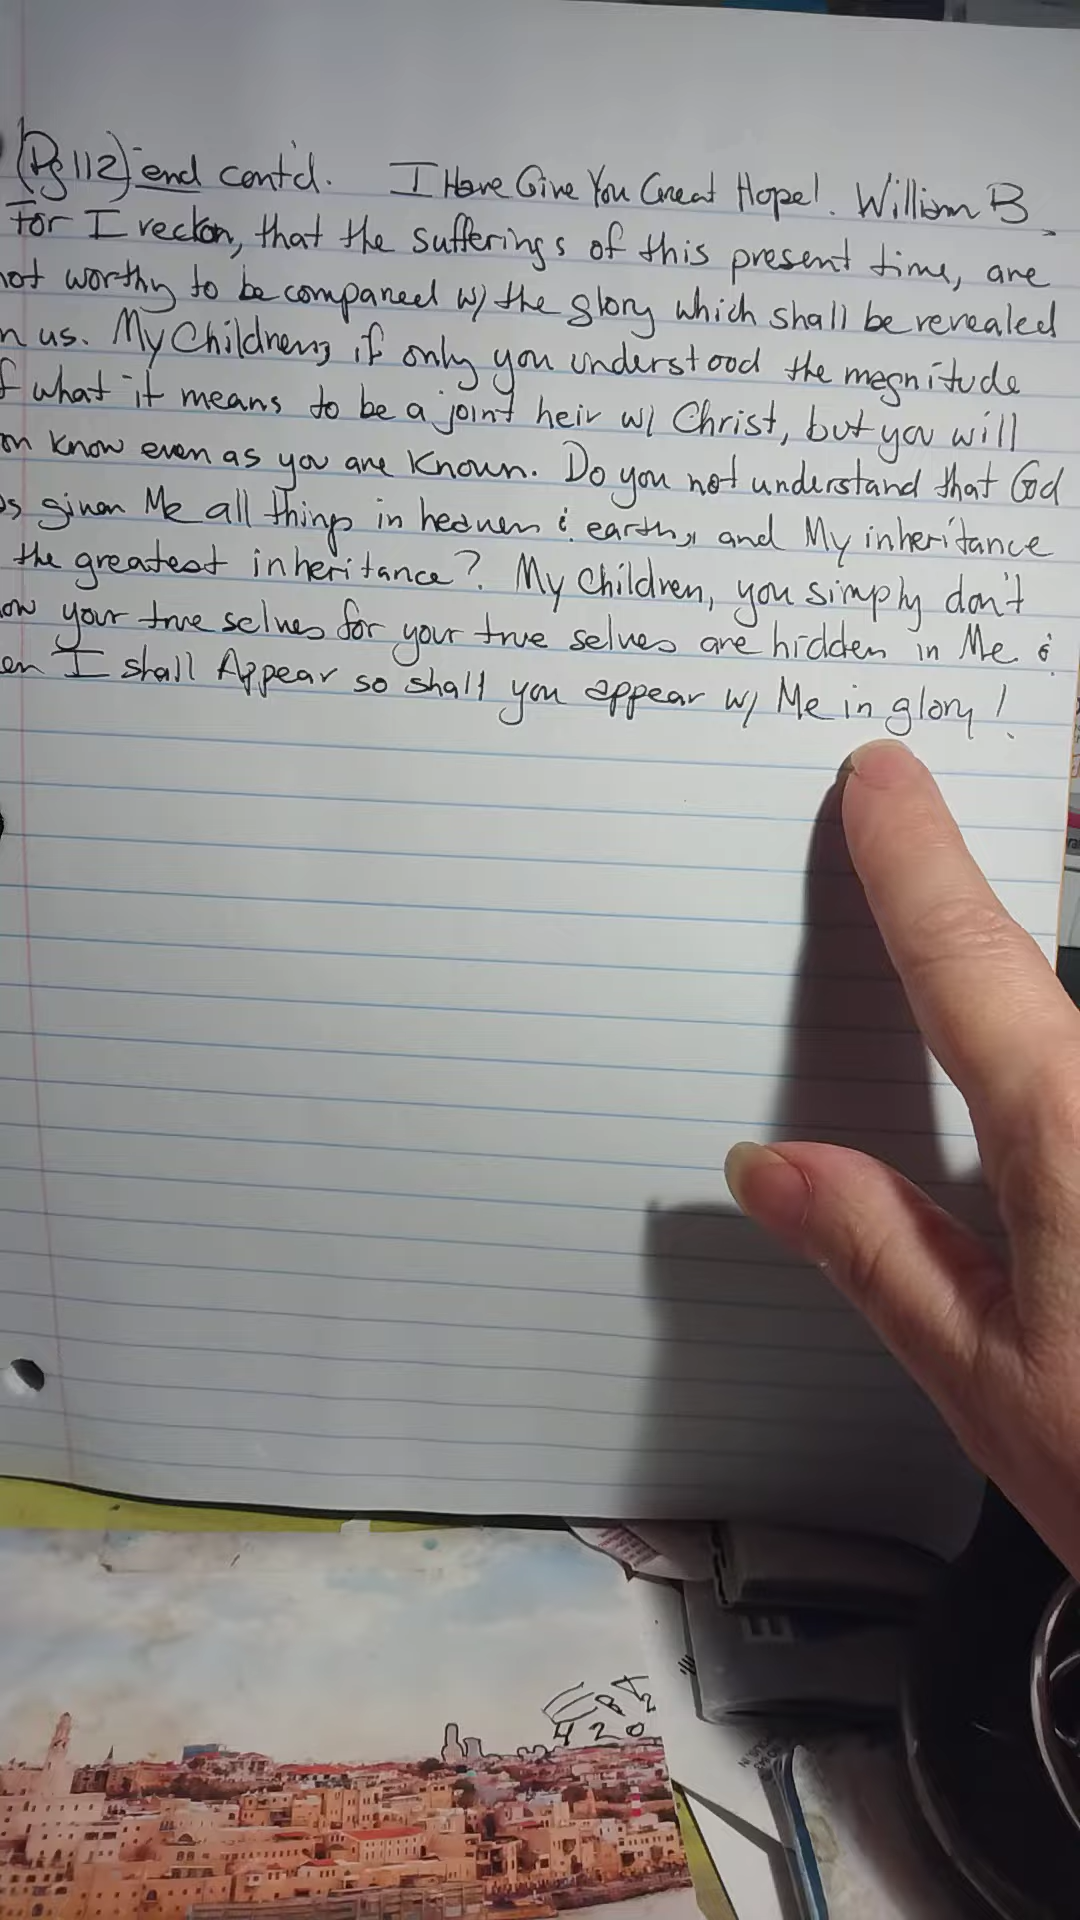 (Pg 112) end cont'd. I Have Give You Great Hope! William B.
For I reckon, that the sufferings of this present time, are
not worthy to be compared w/ the glory which shall be revealed
n us. My Children, if only you understood the magnitude
f what it means to be a joint heir w/ Christ, but you will
on know even as you are known. Do you not understand that God
as given Me all things in heaven & earth, and My inheritance
the greatest inheritance? My Children, you simply don't
now your true selves for your true selves are hidden in Me &
en I shall Appear so shall you appear w/ Me in glory!
420